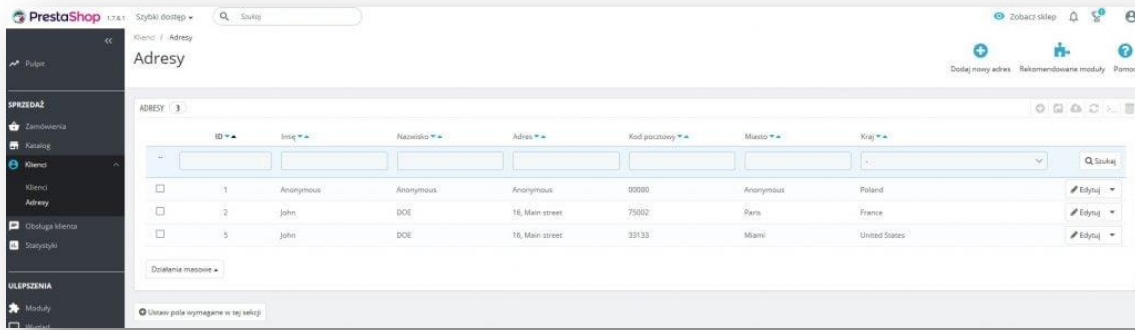 PrestaShop 1.7.6.1 Szybki dostęp Szukaj Zobacz sklep
Klienci / Adresy
Adresy
Dodaj nowy adres Rekomendowane moduły Pomoc
Pulpit
SPRZEDAŻ
Zamówienia
Katalog
Klienci
Klienci
Adresy
Obsługa klienta
Statystyki
ULEPSZENIA
Moduły
Wygląd
ADRESY 3
ID Imię Nazwisko Adres Kod pocztowy Miasto Kraj
-- - Szukaj
1 Anonymous Anonymous Anonymous 00000 Anonymous Poland Edytuj
2 John DOE 16, Main street 75002 Paris France Edytuj
5 John DOE 16, Main street 33133 Miami United States Edytuj
Działania masowe
Ustaw pola wymagane w tej sekcji